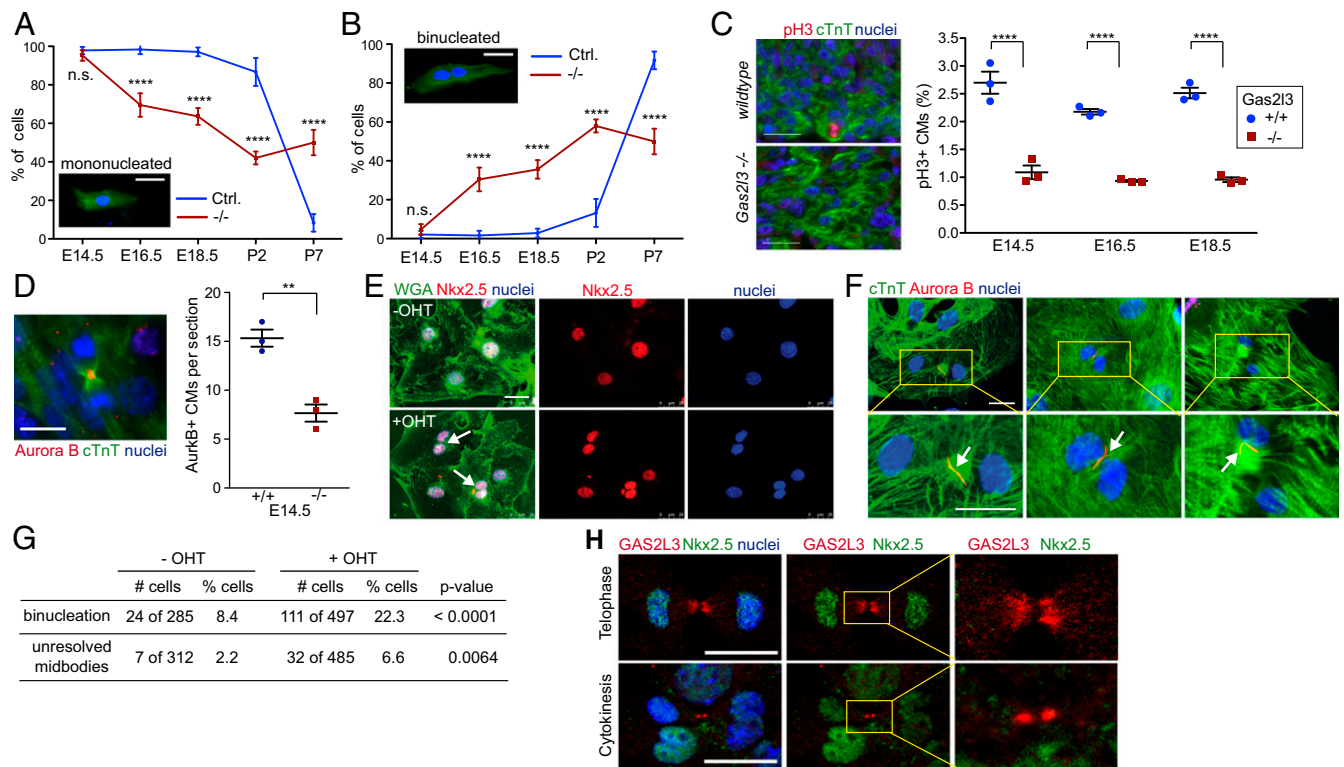 A
% of cells
100
80
60
40
20
0
n.s.
****
****
****
****
mononucleated
Ctrl.
-/-
E14.5 E16.5 E18.5 P2 P7
B
% of cells
100
80
60
40
20
0
binucleated
Ctrl.
-/-
n.s.
****
****
****
****
E14.5 E16.5 E18.5 P2 P7
C
pH3 cTnT nuclei
wildtype
Gas2l3 -/-
pH3+ CMs (%)
3.5
3.0
2.5
2.0
1.5
1.0
0.5
0.0
**** **** ****
E14.5 E16.5 E18.5
Gas2l3
+/+
-/-
D
Aurora B cTnT nuclei
AurkB+ CMs per section
20
15
10
5
0
**
+/+ -/-
E14.5
E
WGA Nkx2.5 nuclei Nkx2.5 nuclei
-OHT
+OHT
F
cTnT Aurora B nuclei
G
- OHT + OHT
# cells % cells # cells % cells p-value
binucleation 24 of 285 8.4 111 of 497 22.3 < 0.0001
unresolved midbodies 7 of 312 2.2 32 of 485 6.6 0.0064
H
GAS2L3 Nkx2.5 nuclei GAS2L3 Nkx2.5 GAS2L3 Nkx2.5
Telophase
Cytokinesis